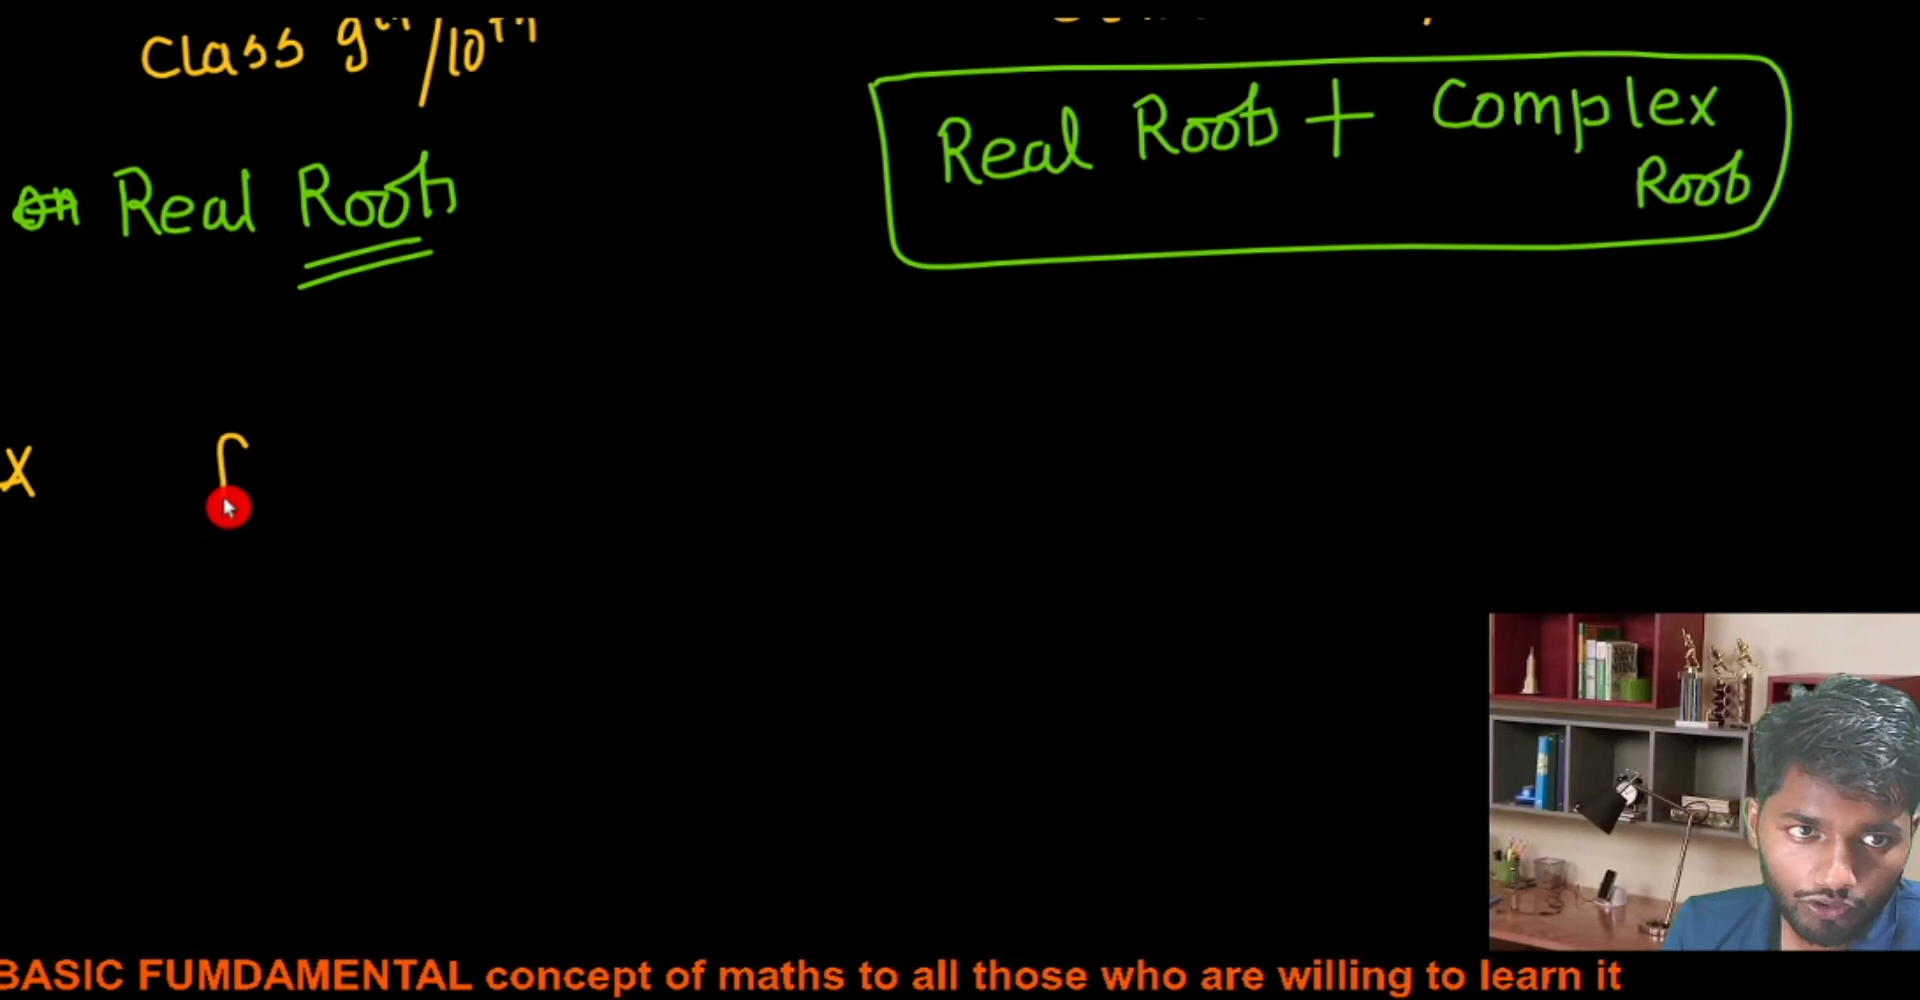 Class 9th/10th
Real Roots + Complex
Roots
Real Roots
x
BASIC FUMDAMENTAL concept of maths to all those who are willing to learn it